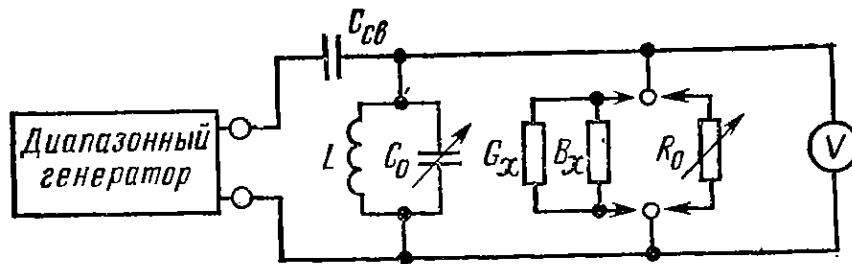 Cсв
Диапазонный
генератор
L
C0
Gx
Bx
R0
V